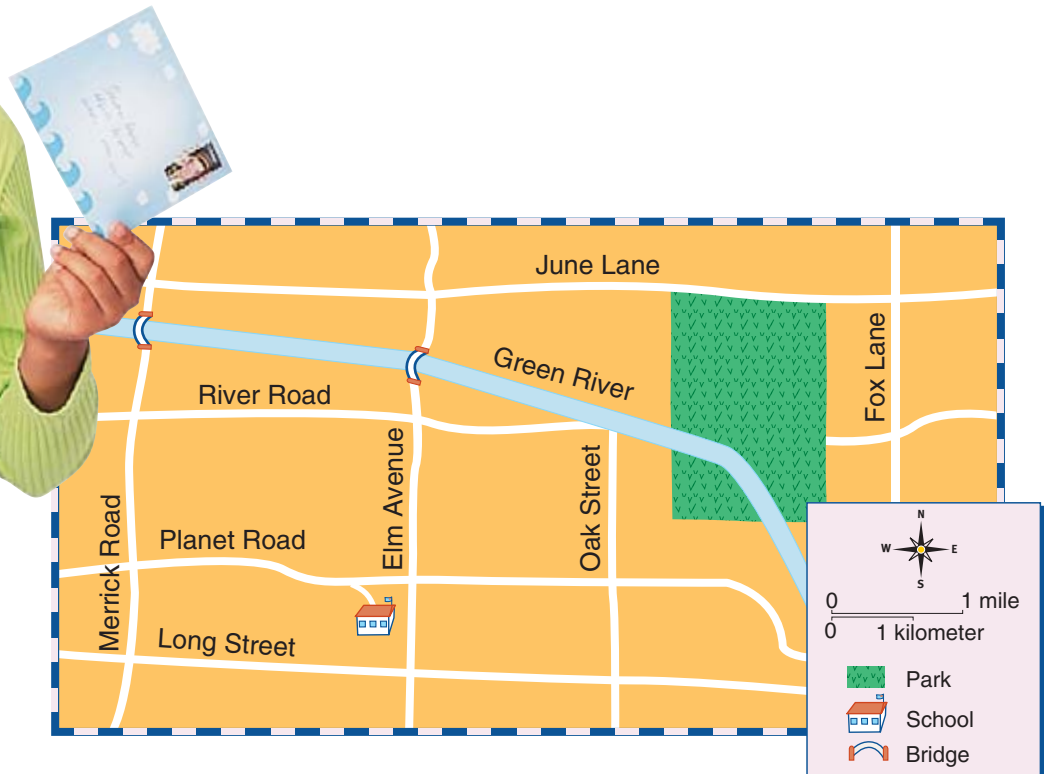 June Lane
Green River
Fox Lane
River Road
Elm Avenue
Oak Street
Merrick Road
Planet Road
Long Street
N
W E
S
0 1 mile
0 1 kilometer
Park
School
Bridge